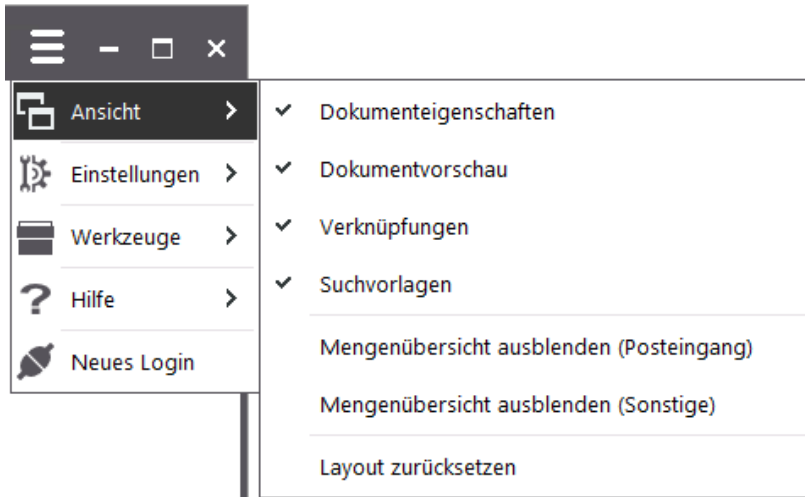 Ansicht
Einstellungen
Werkzeuge
Hilfe
Neues Login
Dokumenteigenschaften
Dokumentvorschau
Verknüpfungen
Suchvorlagen
Mengenübersicht ausblenden (Posteingang)
Mengenübersicht ausblenden (Sonstige)
Layout zurücksetzen